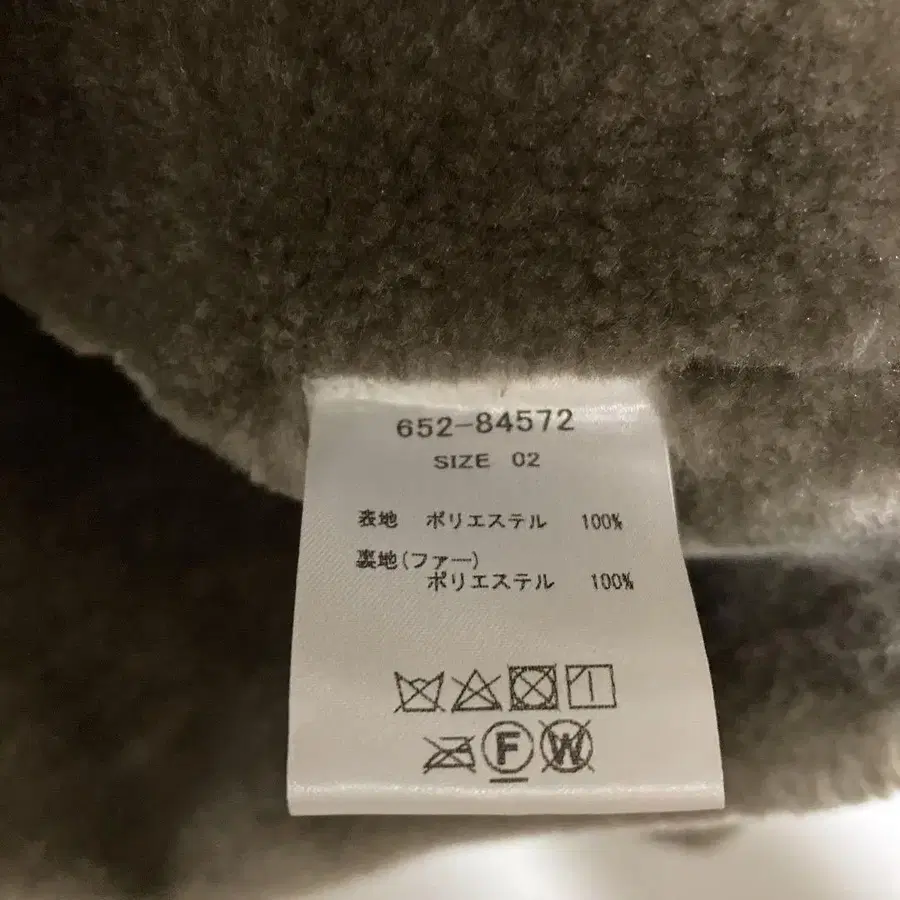 652-84572
SIZE 02
表地 ポリエステル 100%
裏地(ファー)
ポリエステル 100%
F W